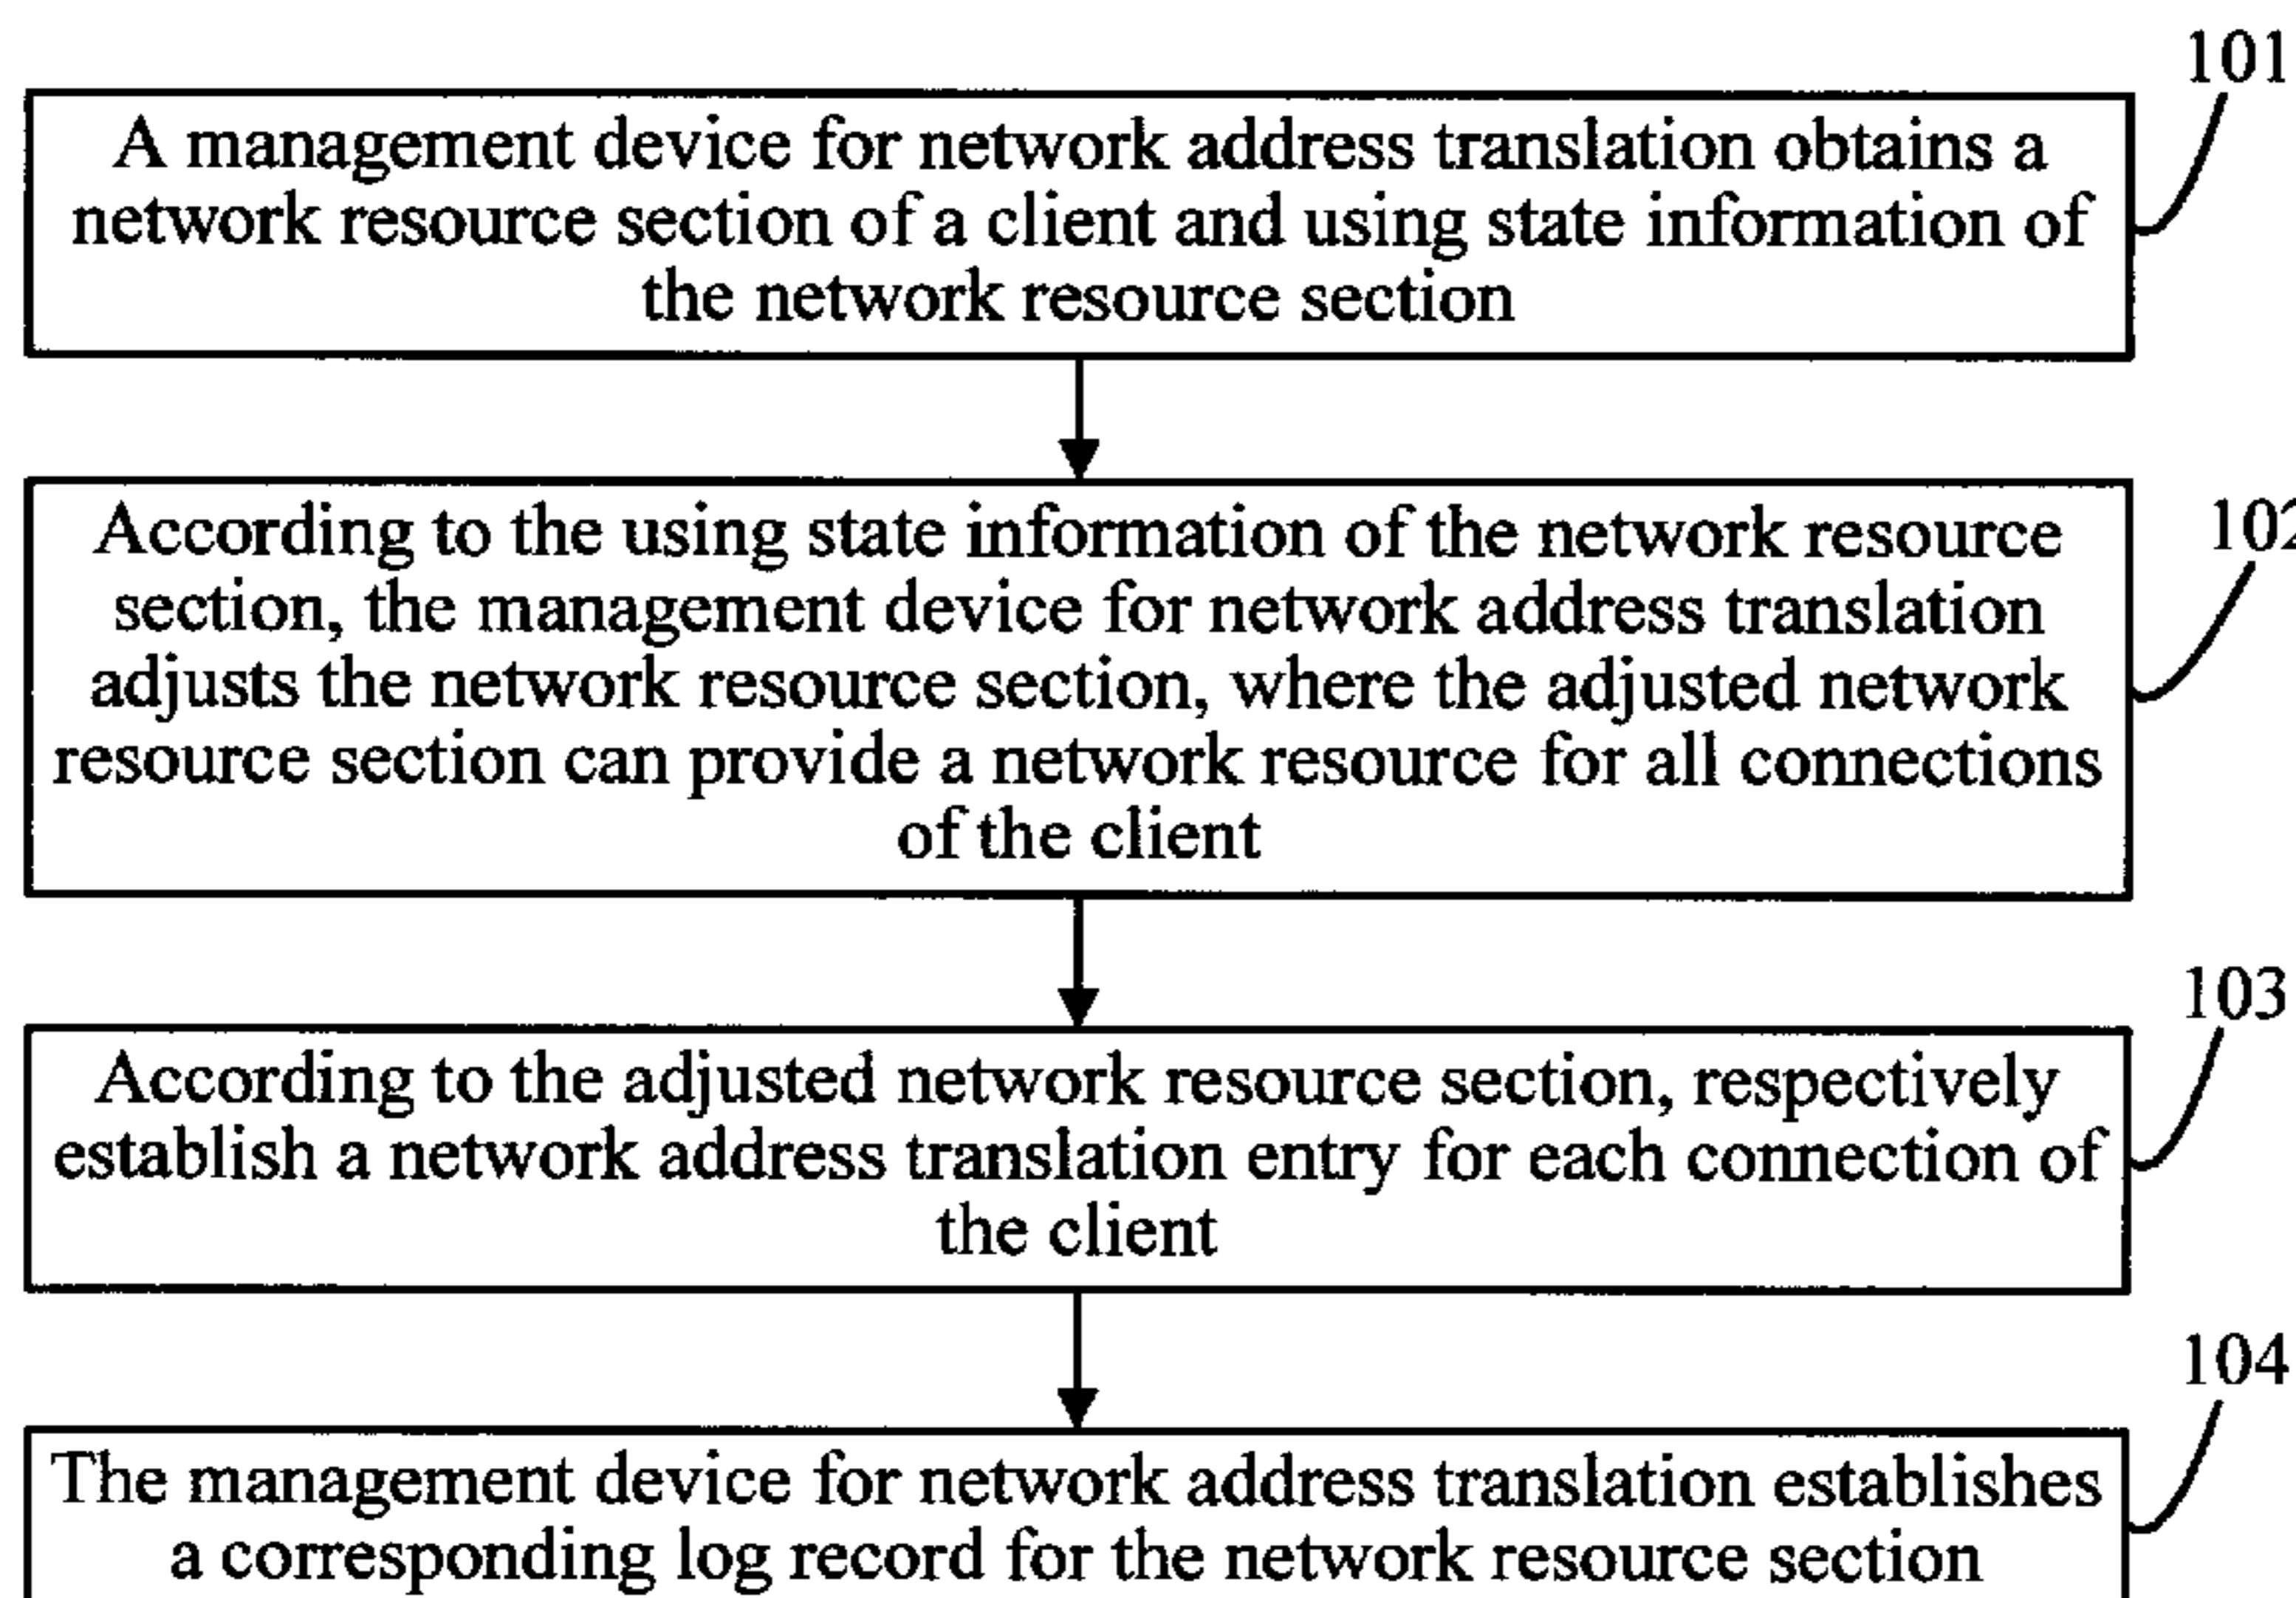 101
A management device for network address translation obtains a
network resource section of a client and using state information of
the network resource section
102
According to the using state information of the network resource
section, the management device for network address translation
adjusts the network resource section, where the adjusted network
resource section can provide a network resource for all connections
of the client
103
According to the adjusted network resource section, respectively
establish a network address translation entry for each connection of
the client
104
The management device for network address translation establishes
a corresponding log record for the network resource section